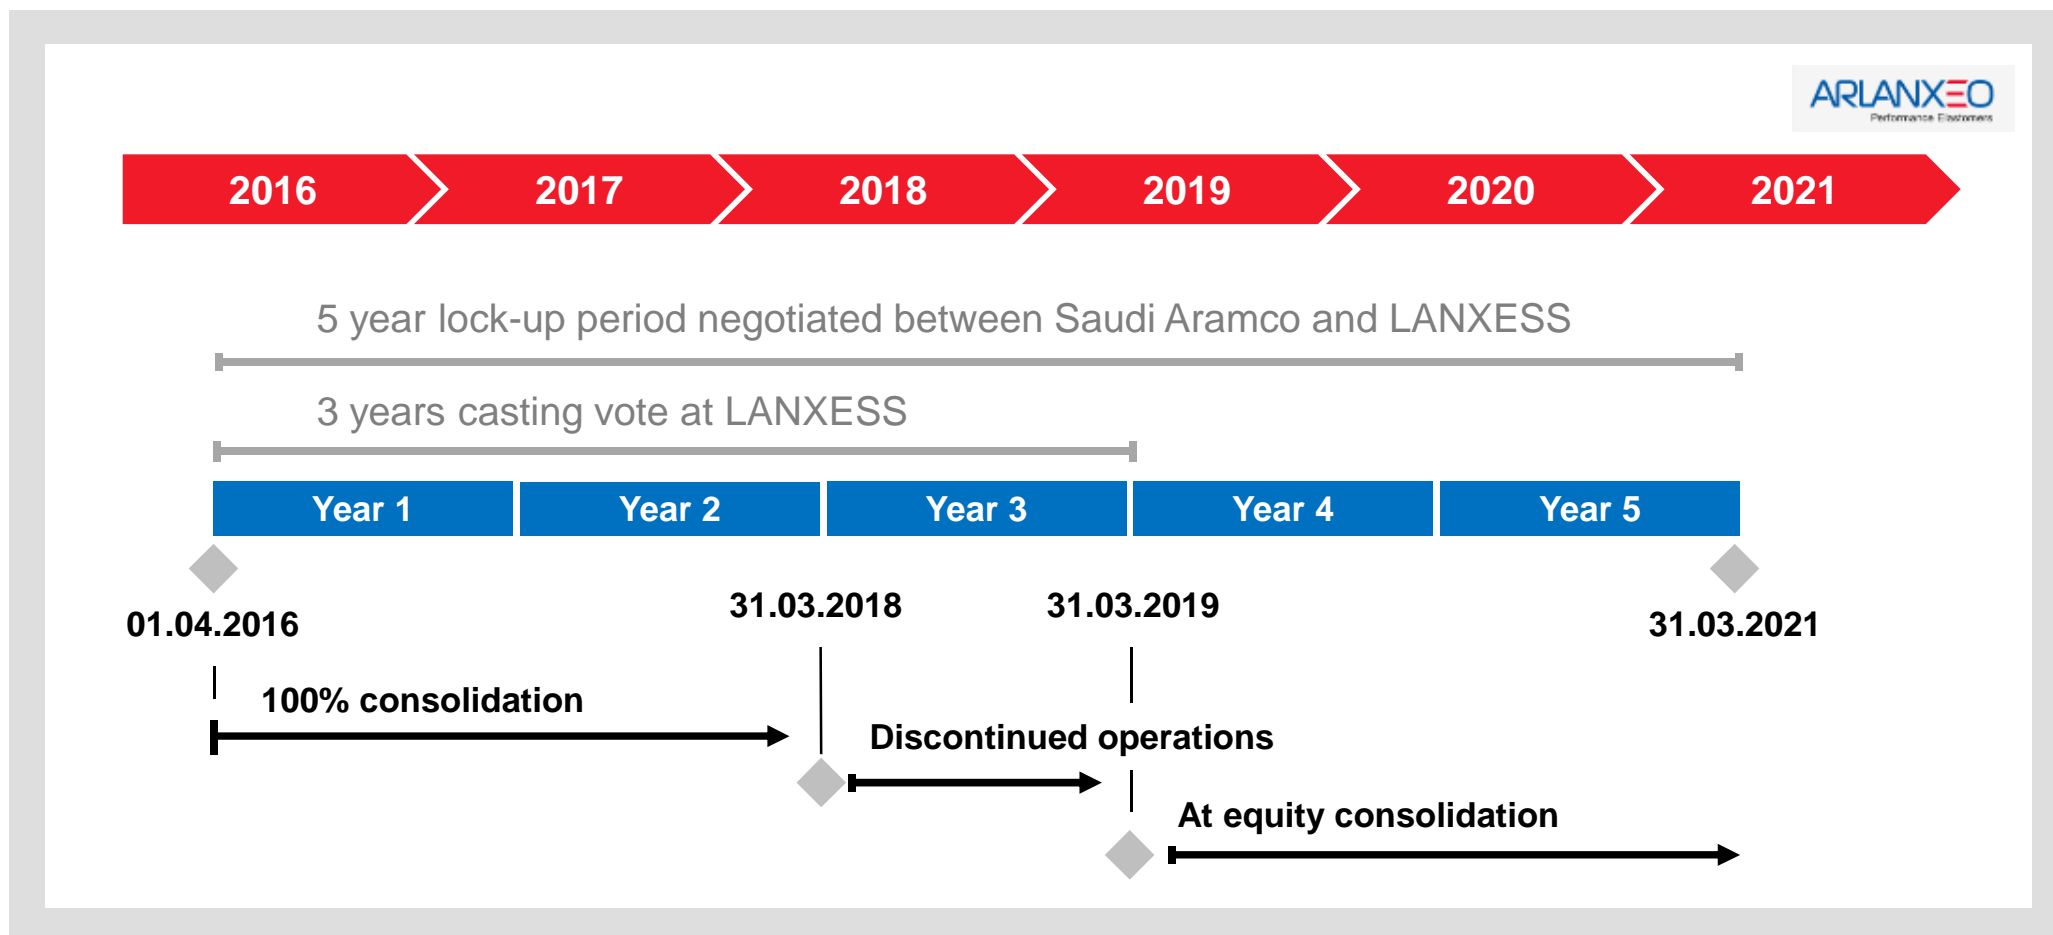 ARLANXEO
Performance Elastomers
2016 2017 2018 2019 2020 2021
5 year lock-up period negotiated between Saudi Aramco and LANXESS
3 years casting vote at LANXESS
Year 1 Year 2 Year 3 Year 4 Year 5
01.04.2016 31.03.2018 31.03.2019 31.03.2021
100% consolidation
Discontinued operations
At equity consolidation